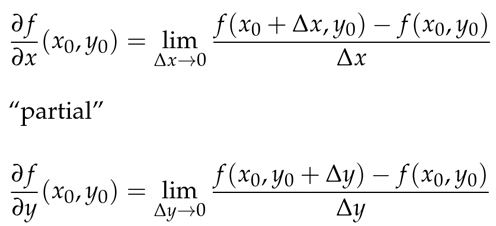 ∂f/∂x (x₀, y₀) = lim_{Δx→0} f(x₀ + Δx, y₀) − f(x₀, y₀) / Δx
“partial”
∂f/∂y (x₀, y₀) = lim_{Δy→0} f(x₀, y₀ + Δy) − f(x₀, y₀) / Δy